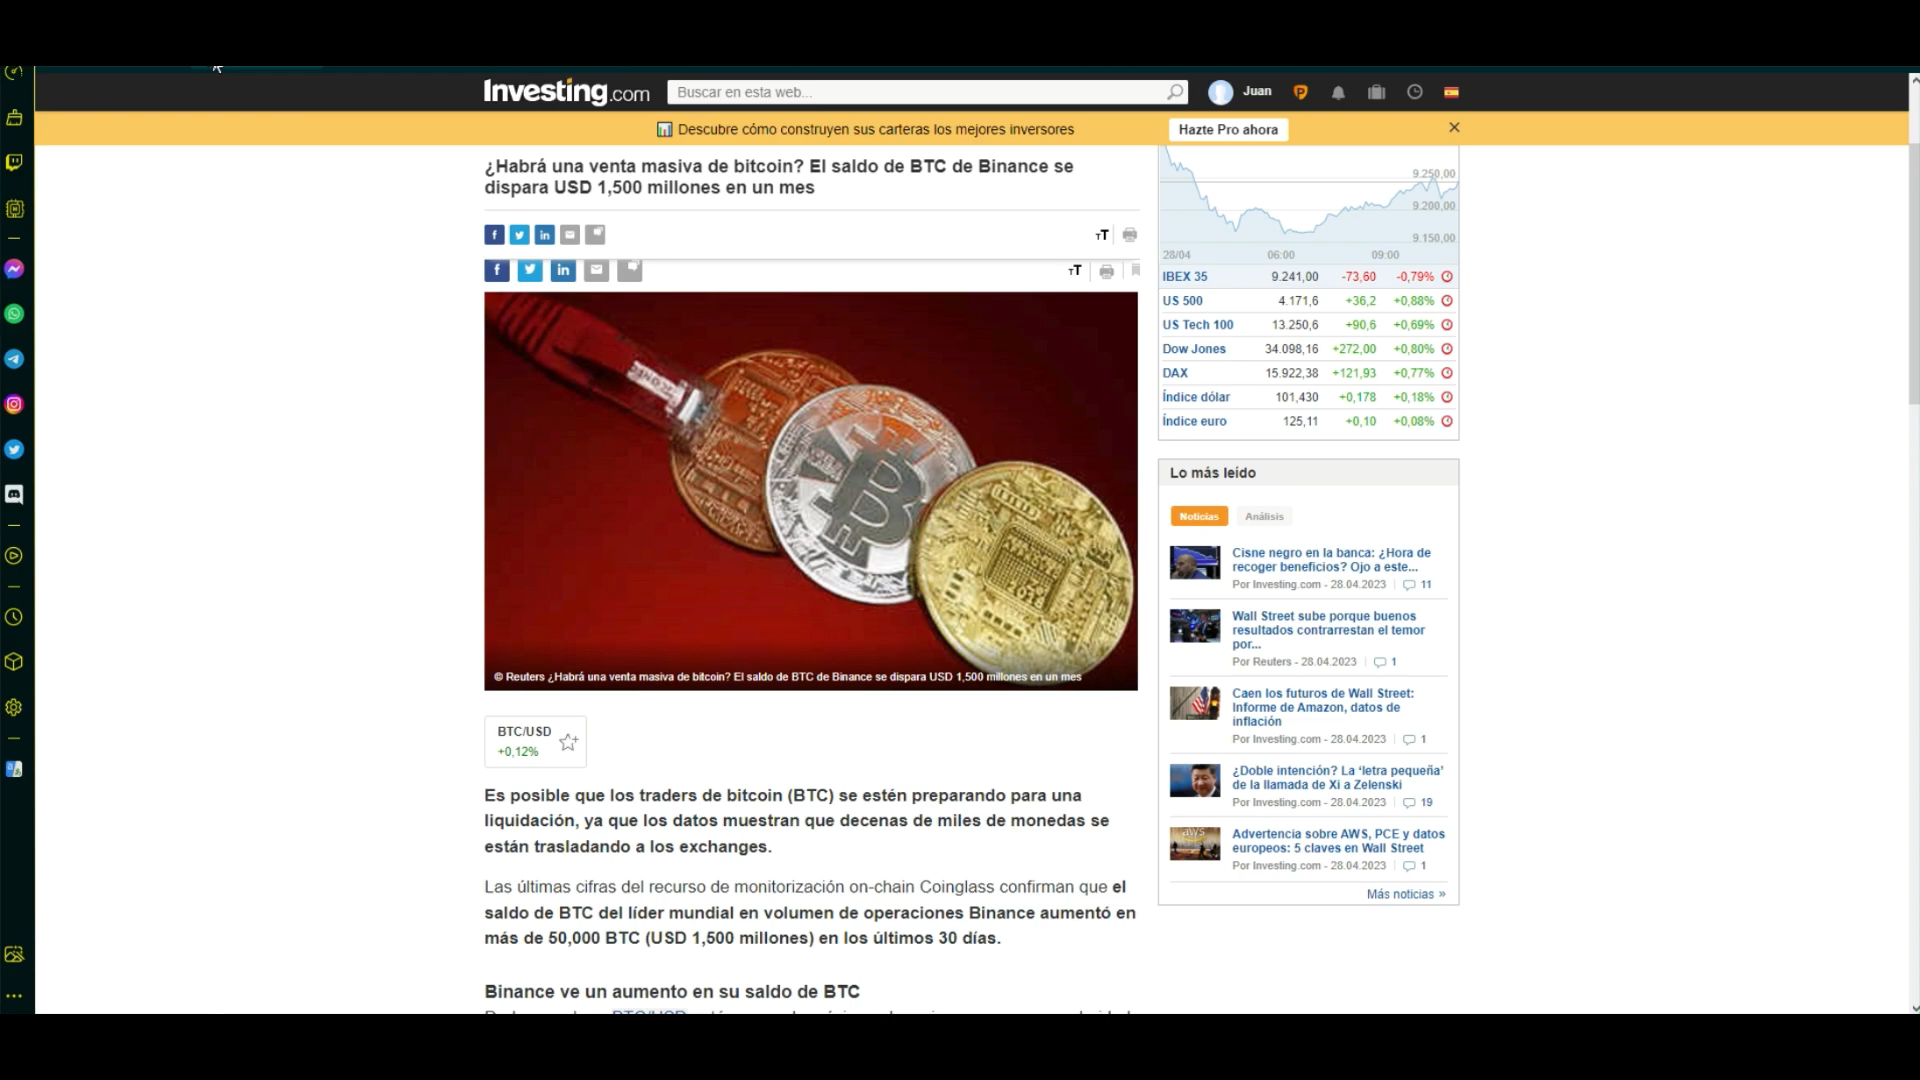 Investing.com
Buscar en esta web...
Juan
Descubre cómo construyen sus carteras los mejores inversores
Hazte Pro ahora
¿Habrá una venta masiva de bitcoin? El saldo de BTC de Binance se
dispara USD 1,500 millones en un mes
© Reuters ¿Habrá una venta masiva de bitcoin? El saldo de BTC de Binance se dispara USD 1,500 millones en un mes
BTC/USD
+0,12%
Es posible que los traders de bitcoin (BTC) se estén preparando para una
liquidación, ya que los datos muestran que decenas de miles de monedas se
están trasladando a los exchanges.
Las últimas cifras del recurso de monitorización on-chain Coinglass confirman que el
saldo de BTC del líder mundial en volumen de operaciones Binance aumentó en
más de 50,000 BTC (USD 1,500 millones) en los últimos 30 días.
Binance ve un aumento en su saldo de BTC
9.250,00
9.200,00
9.150,00
28/04 06:00 09:00
IBEX 35 9.241,00 -73,60 -0,79%
US 500 4.171,6 +36,2 +0,88%
US Tech 100 13.250,6 +90,6 +0,69%
Dow Jones 34.098,16 +272,00 +0,80%
DAX 15.922,38 +121,93 +0,77%
Índice dólar 101,430 +0,178 +0,18%
Índice euro 125,11 +0,10 +0,08%
Lo más leído
Noticias Análisis
Cisne negro en la banca: ¿Hora de
recoger beneficios? Ojo a este...
Por Investing.com - 28.04.2023 | 11
Wall Street sube porque buenos
resultados contrarrestan el temor
por...
Por Reuters - 28.04.2023 | 1
Caen los futuros de Wall Street:
Informe de Amazon, datos de
inflación
Por Investing.com - 28.04.2023 | 1
¿Doble intención? La ‘letra pequeña’
de la llamada de Xi a Zelenski
Por Investing.com - 28.04.2023 | 19
Advertencia sobre AWS, PCE y datos
europeos: 5 claves en Wall Street
Por Investing.com - 28.04.2023 | 1
Más noticias »